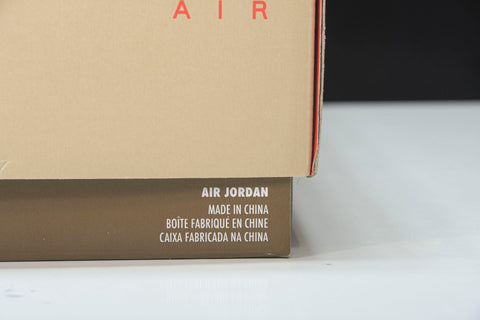 AIR
AIR JORDAN
MADE IN CHINA
BOÎTE FABRIQUÉ EN CHINE
CAIXA FABRICADA NA CHINA